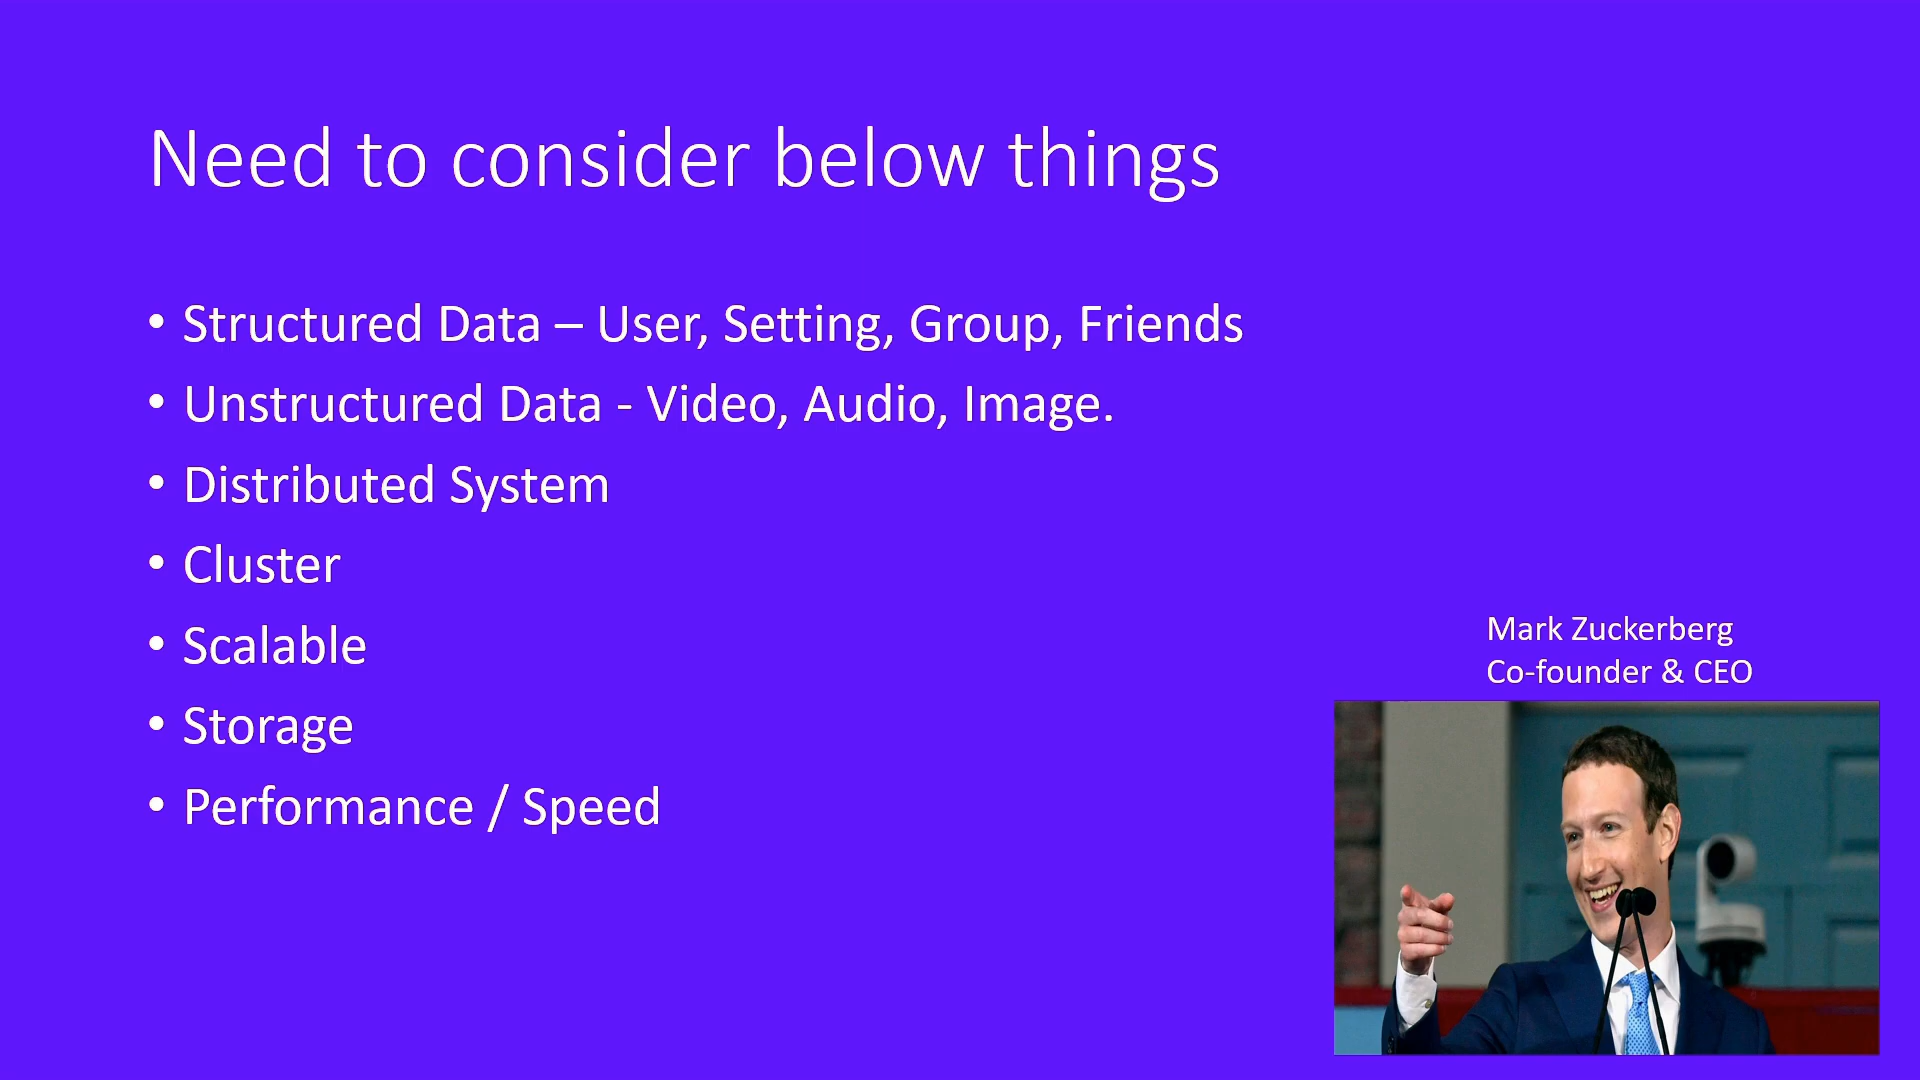 Need to consider below things
• Structured Data – User, Setting, Group, Friends
• Unstructured Data - Video, Audio, Image.
• Distributed System
• Cluster
• Scalable
• Storage
• Performance / Speed
Mark Zuckerberg
Co-founder & CEO